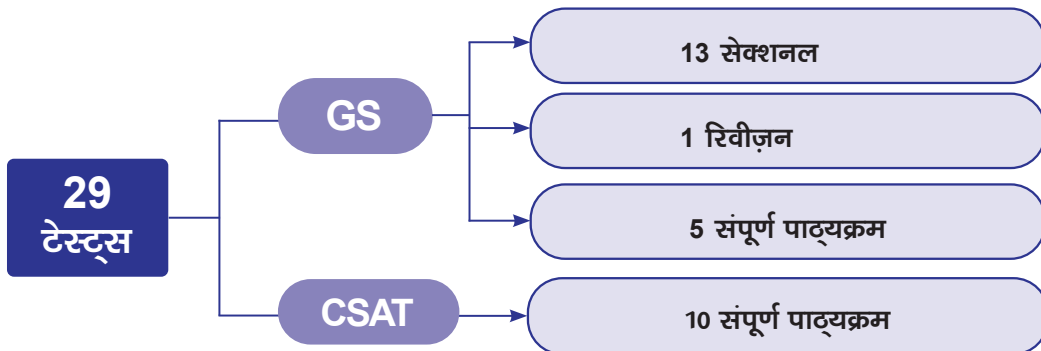 29
टेस्ट्स
GS
13 सेक्शनल
1 रिवीज़न
5 संपूर्ण पाठ्यक्रम
CSAT
10 संपूर्ण पाठ्यक्रम